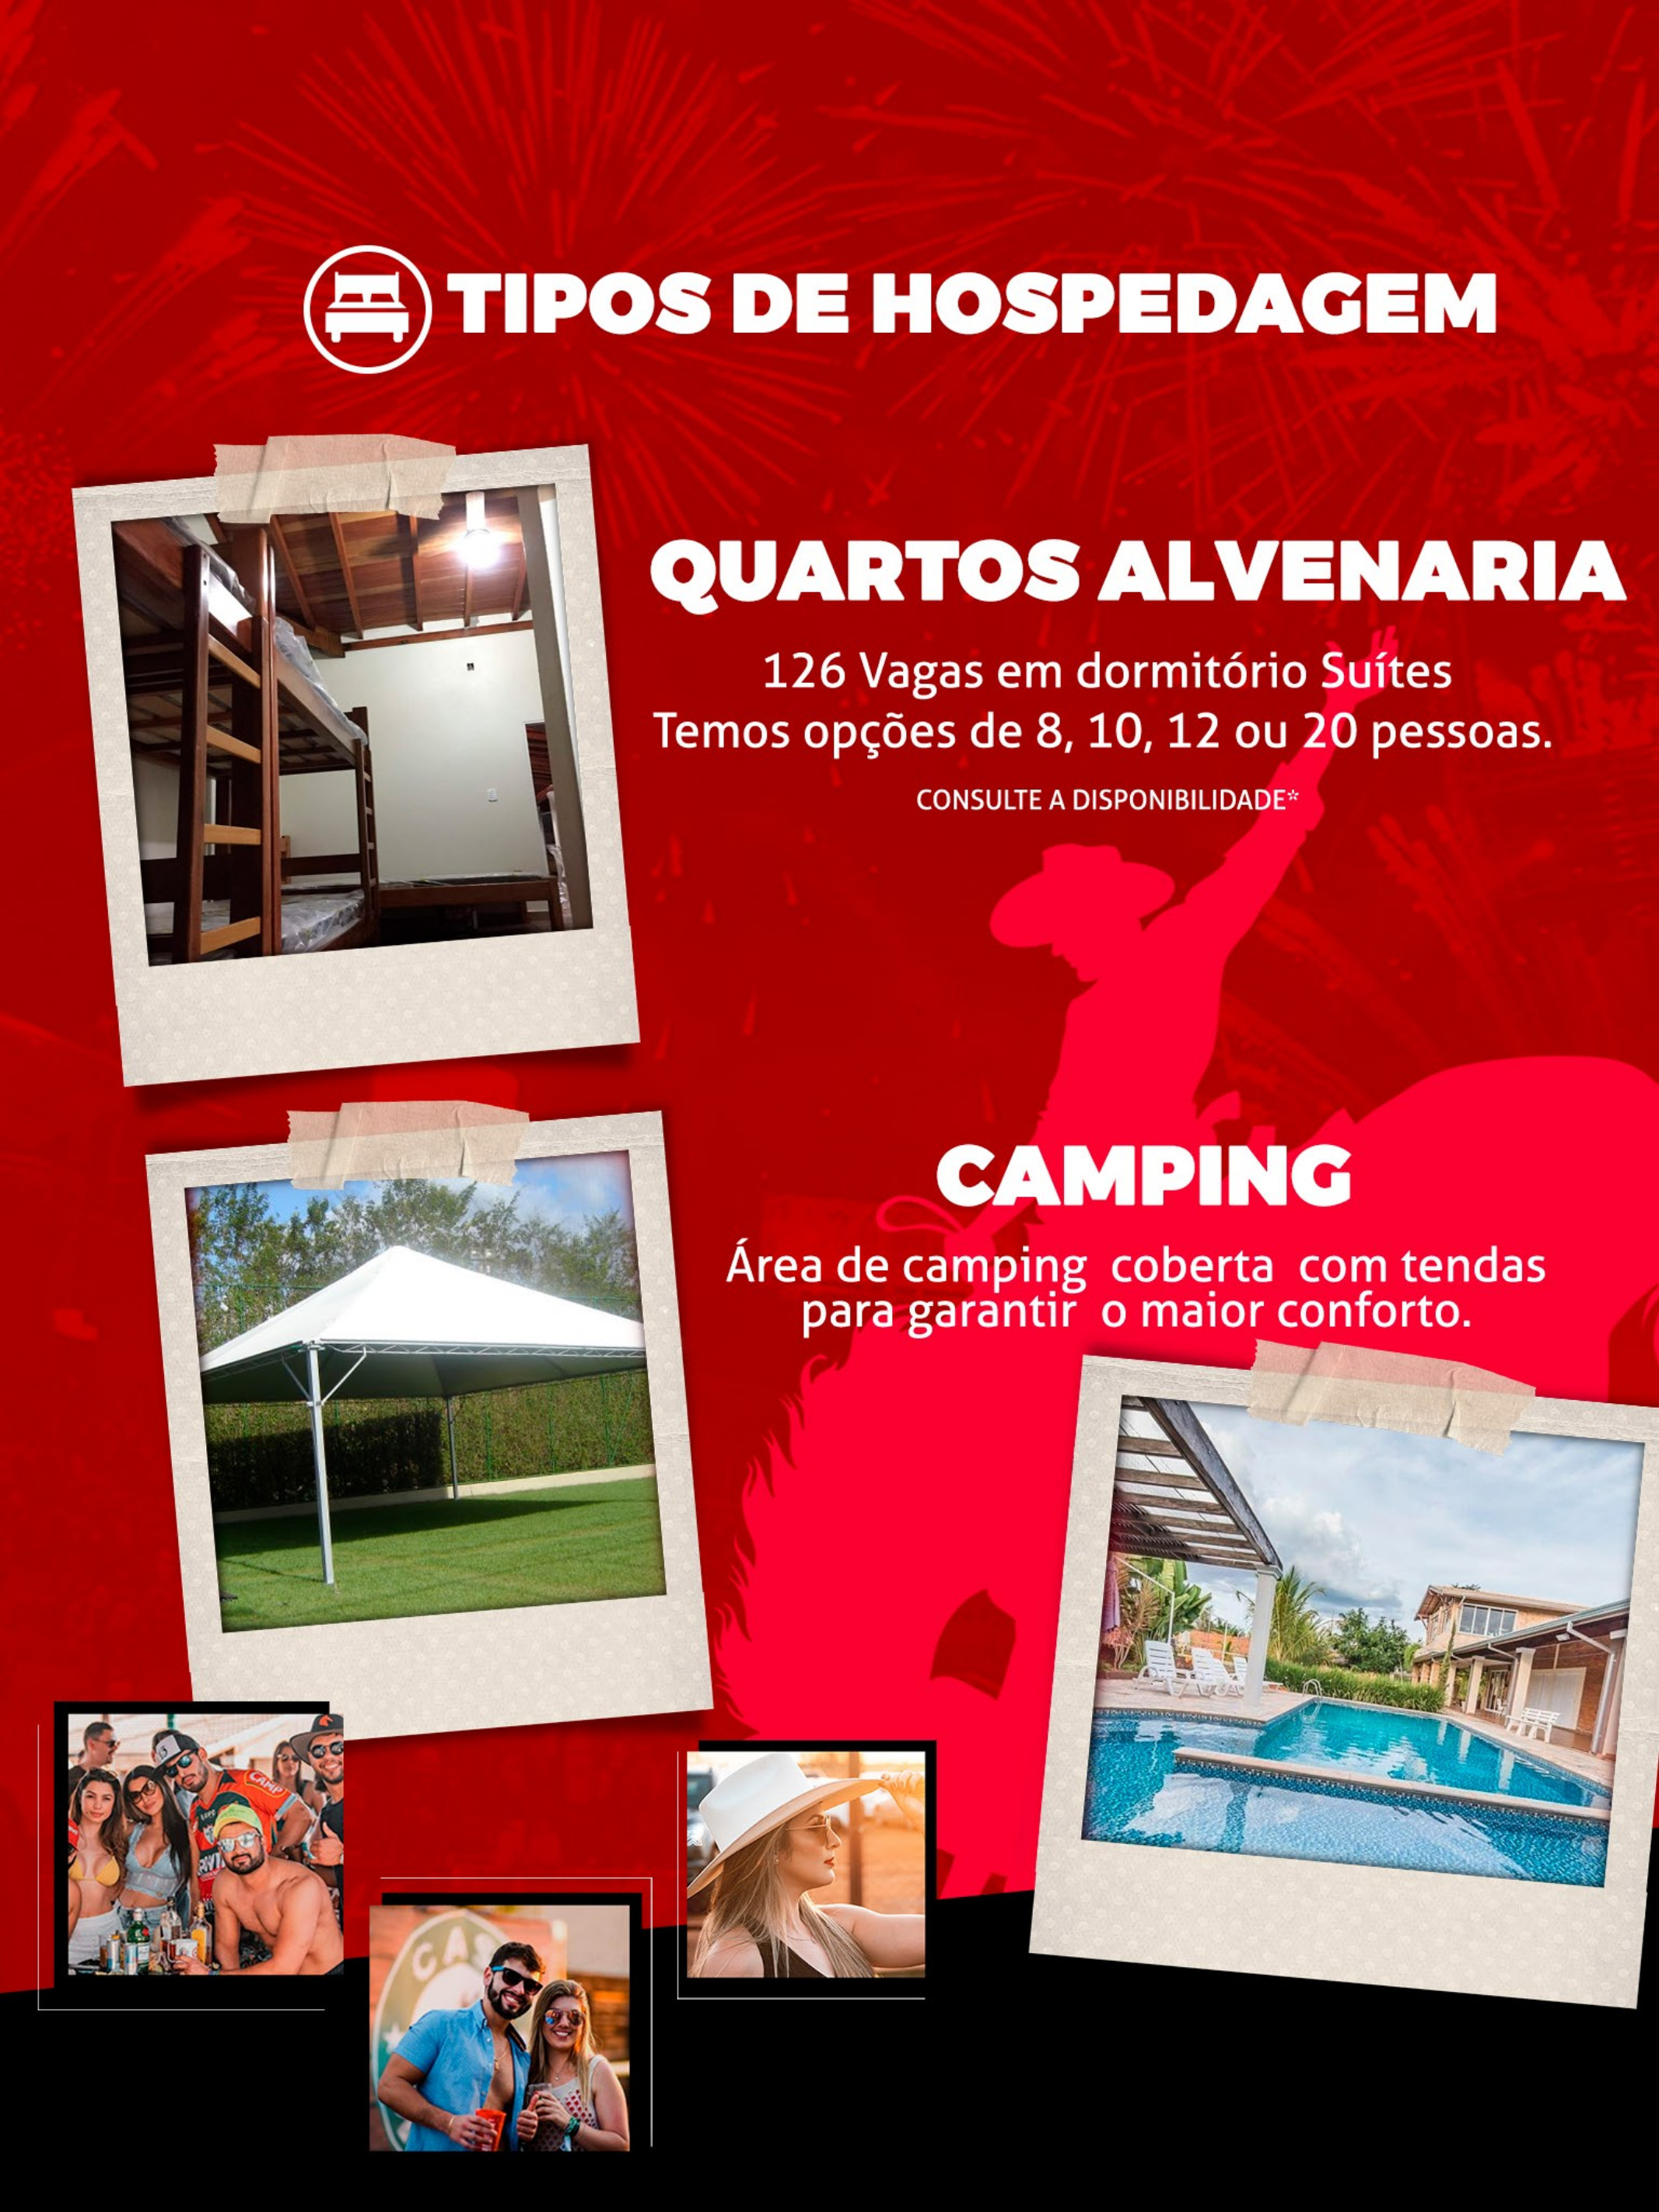 TIPOS DE HOSPEDAGEM
QUARTOS ALVENARIA
126 Vagas em dormitório Suítes
Temos opções de 8, 10, 12 ou 20 pessoas.
CONSULTE A DISPONIBILIDADE*
CAMPING
Área de camping coberta com tendas
para garantir o maior conforto.
CAMP